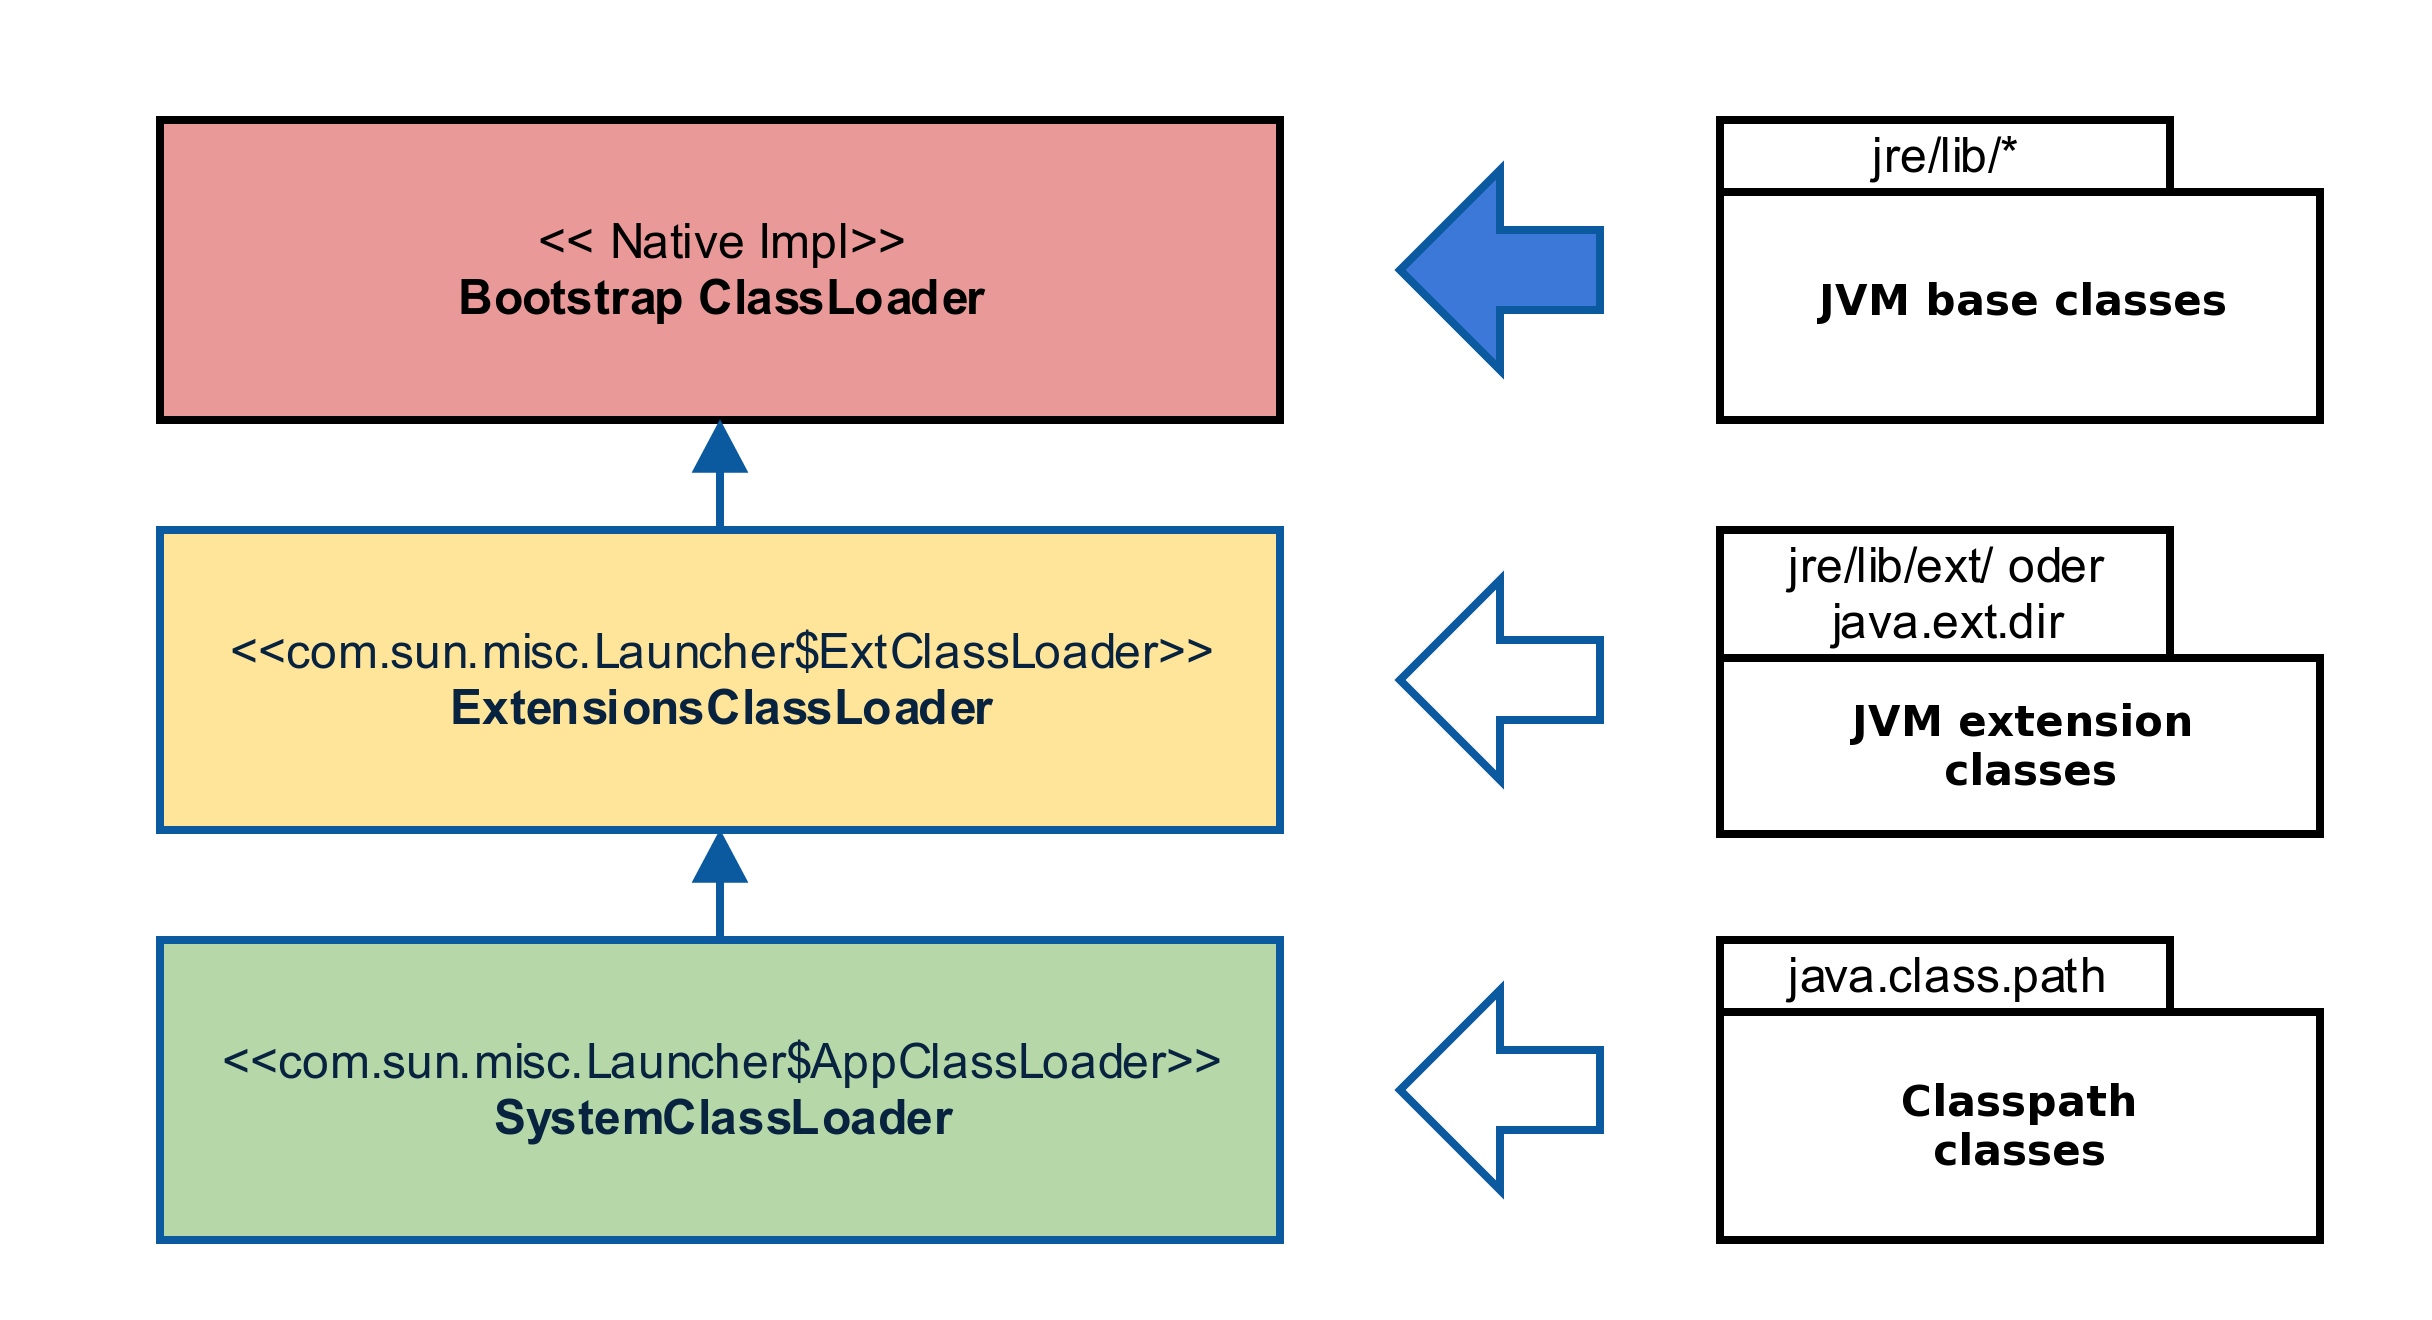 << Native Impl>>
Bootstrap ClassLoader
jre/lib/*
JVM base classes
<<com.sun.misc.Launcher$ExtClassLoader>>
ExtensionsClassLoader
jre/lib/ext/ oder
java.ext.dir
JVM extension
classes
<<com.sun.misc.Launcher$AppClassLoader>>
SystemClassLoader
java.class.path
Classpath
classes